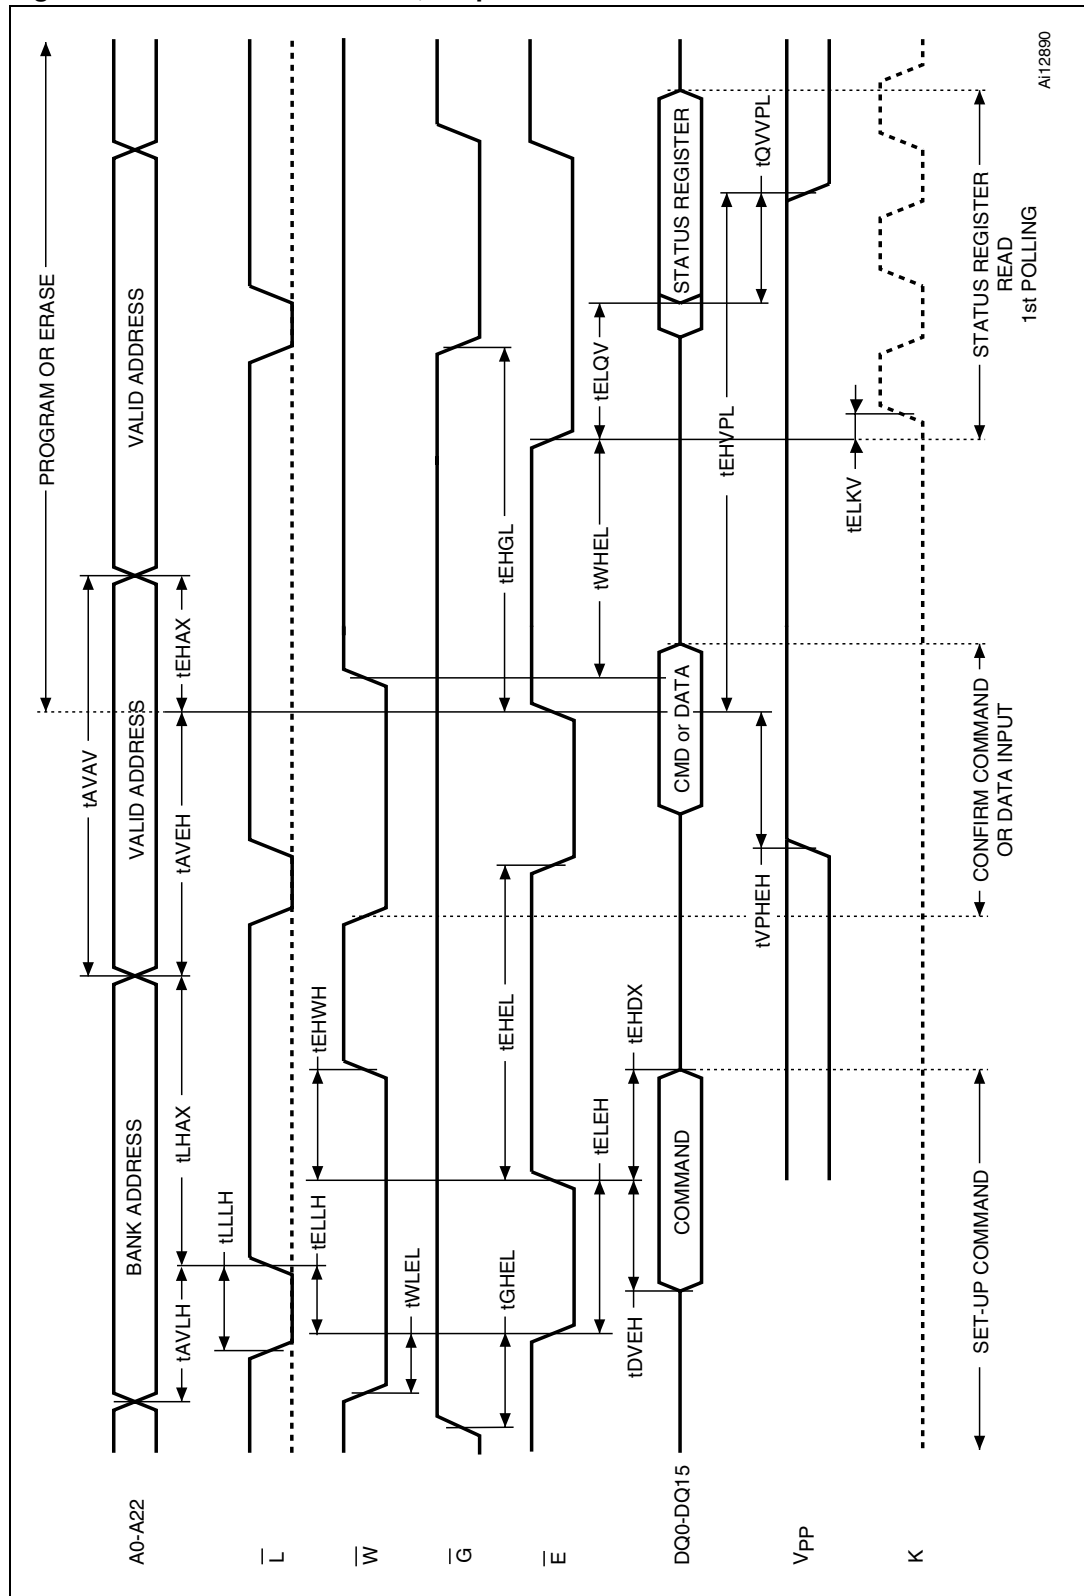 PROGRAM OR ERASE
tAVAV
A0-A22
BANK ADDRESS
VALID ADDRESS
VALID ADDRESS
tAVLH
tLHAX
tAVEH
tEHAX
tLLLH
L
tELLH
tEHWH
W
tWLEL
G
tGHEL
tEHEL
tEHGL
E
tELEH
tWHEL
tELQV
tDVEH
tEHDX
DQ0-DQ15
COMMAND
CMD or DATA
STATUS REGISTER
tEHVPL
tVPHEH
tQVVPL
VPP
tELKV
K
SET-UP COMMAND
CONFIRM COMMAND
OR DATA INPUT
STATUS REGISTER
READ
1st POLLING
Ai12890